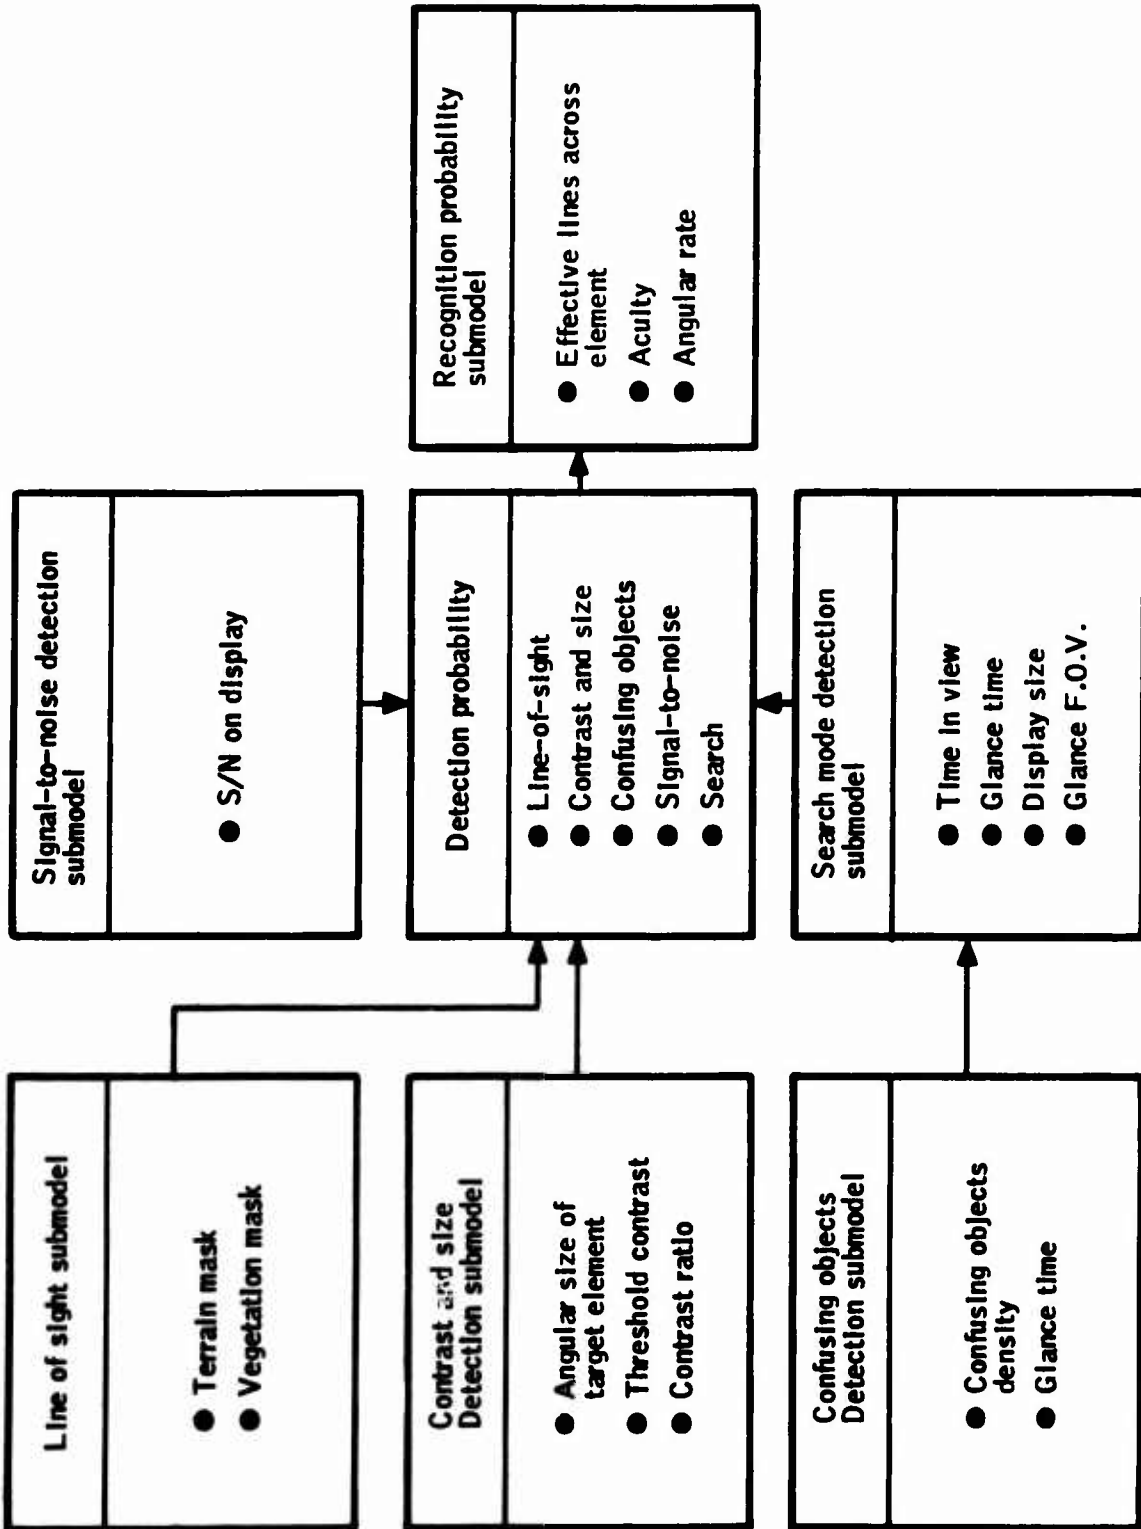 Line of sight submodel
● Terrain mask
● Vegetation mask
Contrast and size
Detection submodel
● Angular size of
target element
● Threshold contrast
● Contrast ratio
Confusing objects
Detection submodel
● Confusing objects
density
● Glance time
Signal-to-noise detection
submodel
● S/N on display
Detection probability
● Line-of-sight
● Contrast and size
● Confusing objects
● Signal-to-noise
● Search
Search mode detection
submodel
● Time in view
● Glance time
● Display size
● Glance F.O.V.
Recognition probability
submodel
● Effective lines across
element
● Acuity
● Angular rate